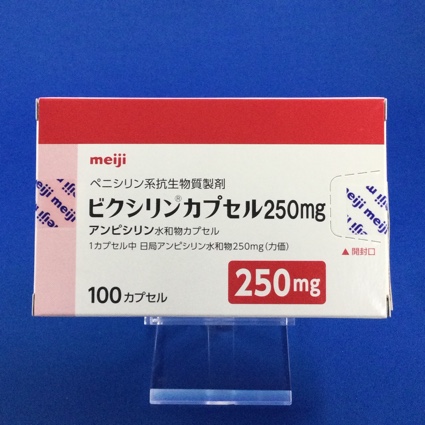 meiji
ペニシリン系抗生物質製剤
ビクシリン®カプセル250mg
アンピシリン水和物カプセル
1カプセル中 日局アンピシリン水和物250mg(力価)
▲開封口
250mg
100カプセル
meiji
meiji